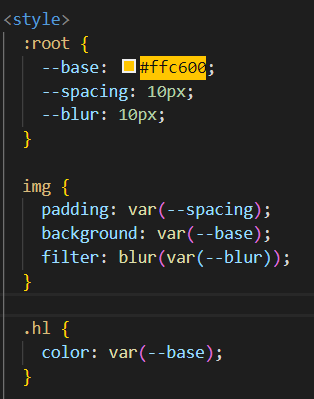 <style>
:root {
--base: #ffc600;
--spacing: 10px;
--blur: 10px;
}
img {
padding: var(--spacing);
background: var(--base);
filter: blur(var(--blur));
}
.hl {
color: var(--base);
}